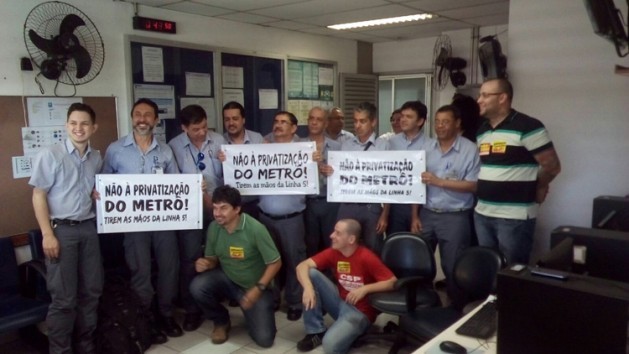 NÃO À PRIVATIZAÇÃO
DO METRÔ!
TIREM AS MÃOS DA LINHA 5!
NÃO À PRIVATIZAÇÃO
DO METRÔ!
TIREM AS MÃOS DA LINHA 5!
NÃO À PRIVATIZAÇÃO
DO METRÔ!
TIREM AS MÃOS DA LINHA 5!
CSP